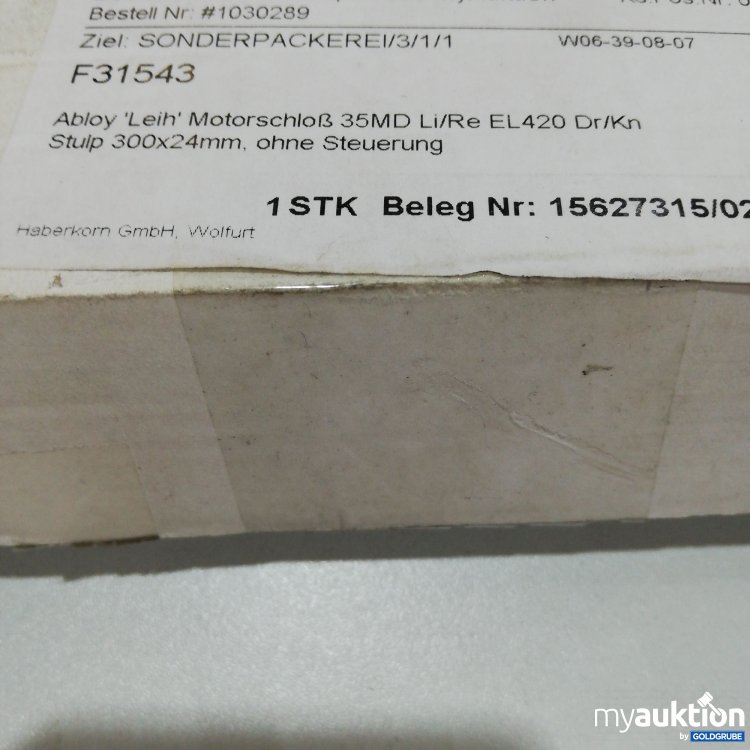 Bestell Nr: #1030289
Ziel: SONDERPACKEREI/3/1/1 W06-39-08-07
F31543
Abloy 'Leih' Motorschloß 35MD Li/Re EL420 Dr/Kn
Stulp 300x24mm, ohne Steuerung
1 STK Beleg Nr: 15627315/02
Haberkorn GmbH, Wolfurt
myauktion
by GOLDGRUBE